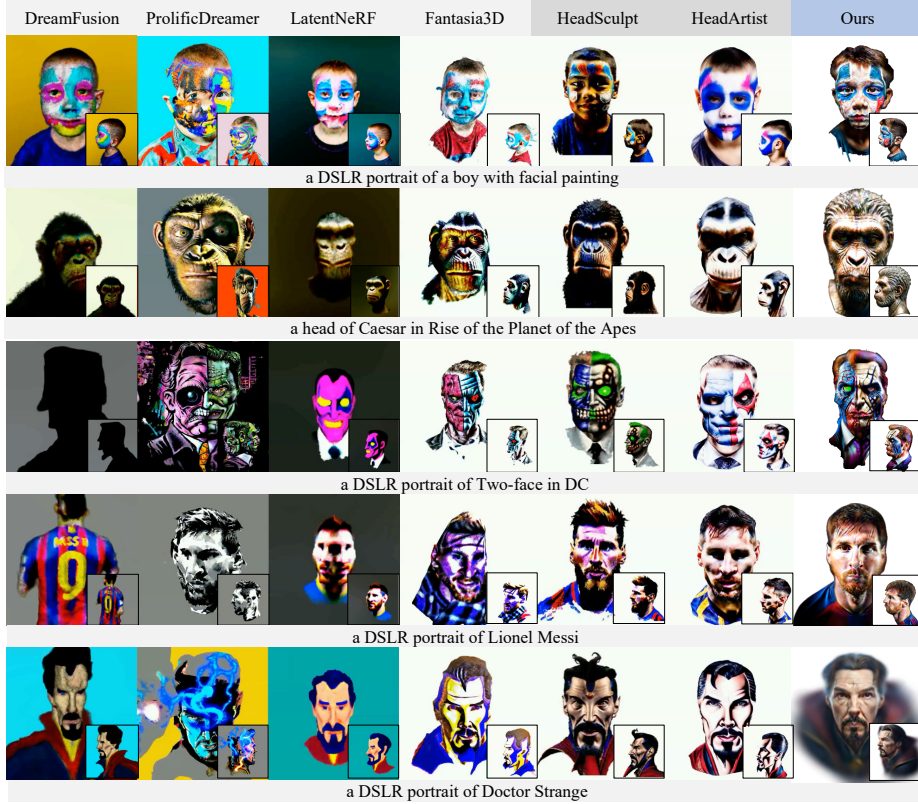 DreamFusion ProlificDreamer LatentNeRF Fantasia3D HeadSculpt HeadArtist Ours
a DSLR portrait of a boy with facial painting
a head of Caesar in Rise of the Planet of the Apes
a DSLR portrait of Two-face in DC
9
a DSLR portrait of Lionel Messi
a DSLR portrait of Doctor Strange